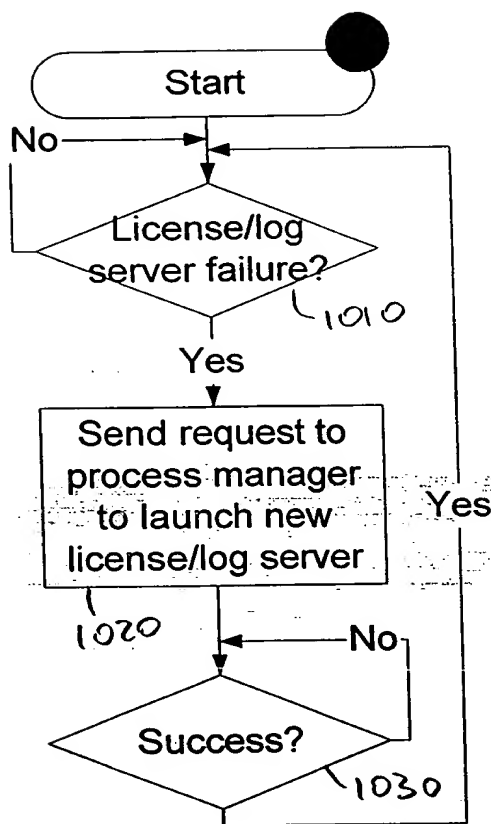 Start
No
License/log
server failure?
1010
Yes
Send request to
process manager
to launch new
license/log server
Yes
1020
No
Success?
1030